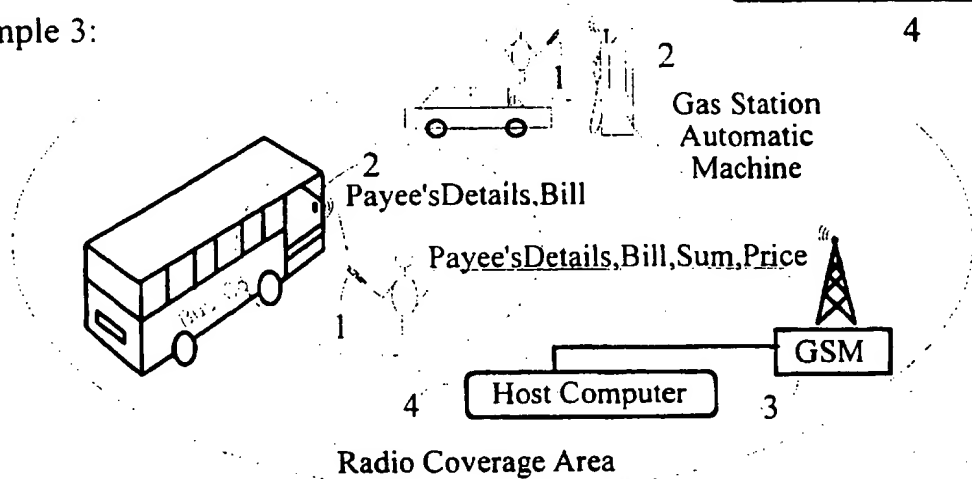 mple 3:
4
1
2
Gas Station
Automatic
Machine
2
Payee'sDetails,Bill
Payee'sDetails,Bill,Sum,Price
1
GSM
Host Computer
4
3
Radio Coverage Area